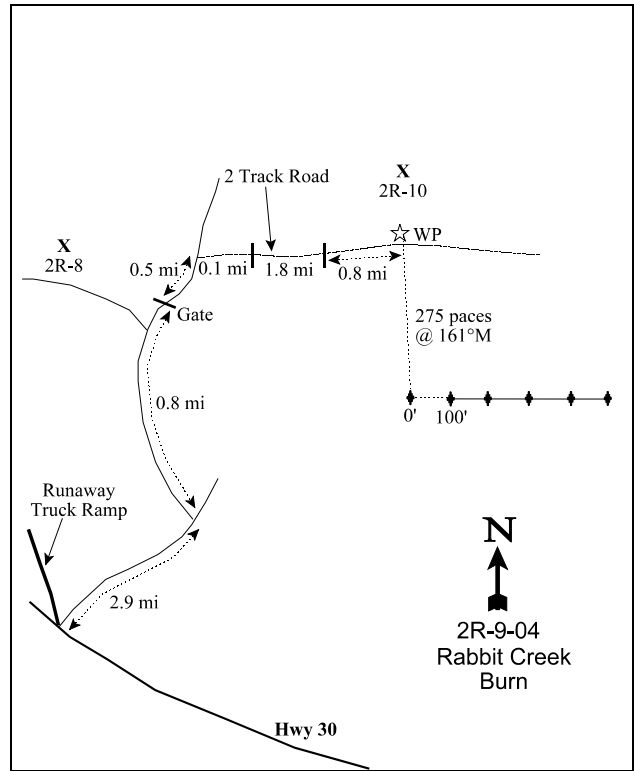 2 Track Road
X
2R-10
X
2R-8
WP
0.5 mi
0.1 mi
1.8 mi
0.8 mi
Gate
275 paces
@ 161°M
0.8 mi
0'
100'
Runaway
Truck Ramp
2.9 mi
N
2R-9-04
Rabbit Creek
Burn
Hwy 30